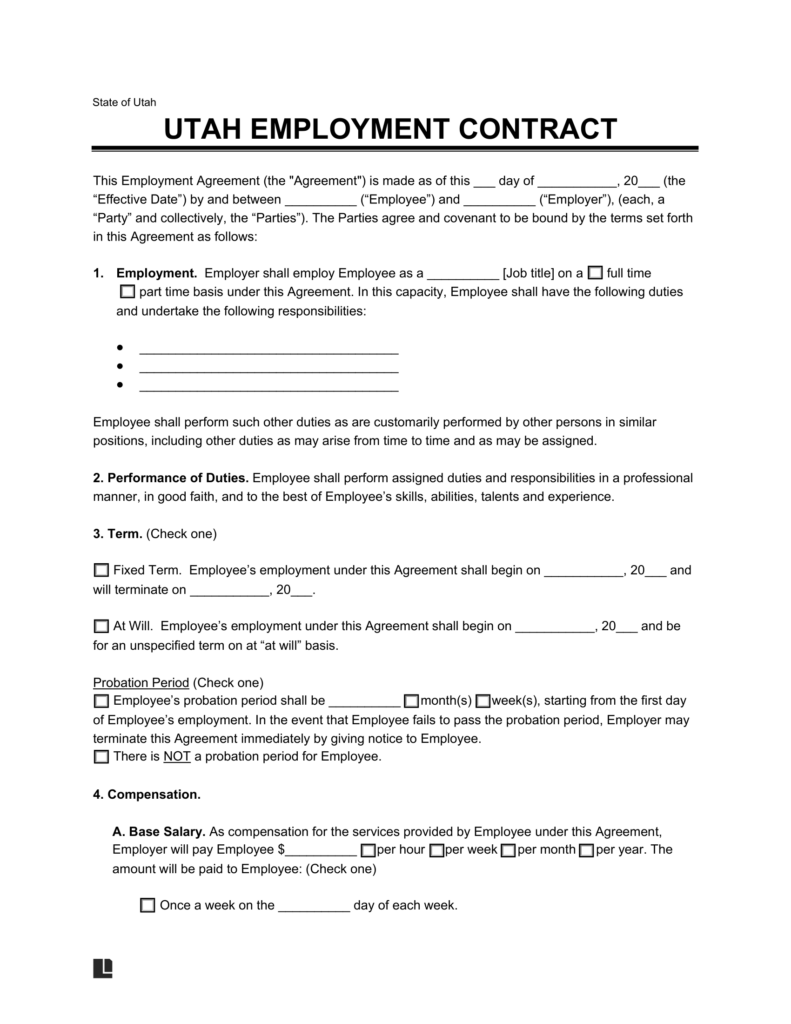 State of Utah
UTAH EMPLOYMENT CONTRACT
This Employment Agreement (the "Agreement") is made as of this ___ day of ___________, 20___ (the
“Effective Date”) by and between __________ (“Employee”) and __________ (“Employer”), (each, a
“Party” and collectively, the “Parties”). The Parties agree and covenant to be bound by the terms set forth
in this Agreement as follows:
1. Employment. Employer shall employ Employee as a __________ [Job title] on a ☐ full time
☐ part time basis under this Agreement. In this capacity, Employee shall have the following duties
and undertake the following responsibilities:
● ____________________________________
● ____________________________________
● ____________________________________
Employee shall perform such other duties as are customarily performed by other persons in similar
positions, including other duties as may arise from time to time and as may be assigned.
2. Performance of Duties. Employee shall perform assigned duties and responsibilities in a professional
manner, in good faith, and to the best of Employee’s skills, abilities, talents and experience.
3. Term. (Check one)
☐ Fixed Term. Employee’s employment under this Agreement shall begin on ___________, 20___ and
will terminate on ___________, 20___.
☐ At Will. Employee’s employment under this Agreement shall begin on ___________, 20___ and be
for an unspecified term on at “at will” basis.
Probation Period (Check one)
☐ Employee’s probation period shall be __________ ☐ month(s) ☐ week(s), starting from the first day
of Employee’s employment. In the event that Employee fails to pass the probation period, Employer may
terminate this Agreement immediately by giving notice to Employee.
☐ There is NOT a probation period for Employee.
4. Compensation.
A. Base Salary. As compensation for the services provided by Employee under this Agreement,
Employer will pay Employee $__________ ☐ per hour ☐ per week ☐ per month ☐ per year. The
amount will be paid to Employee: (Check one)
☐ Once a week on the __________ day of each week.